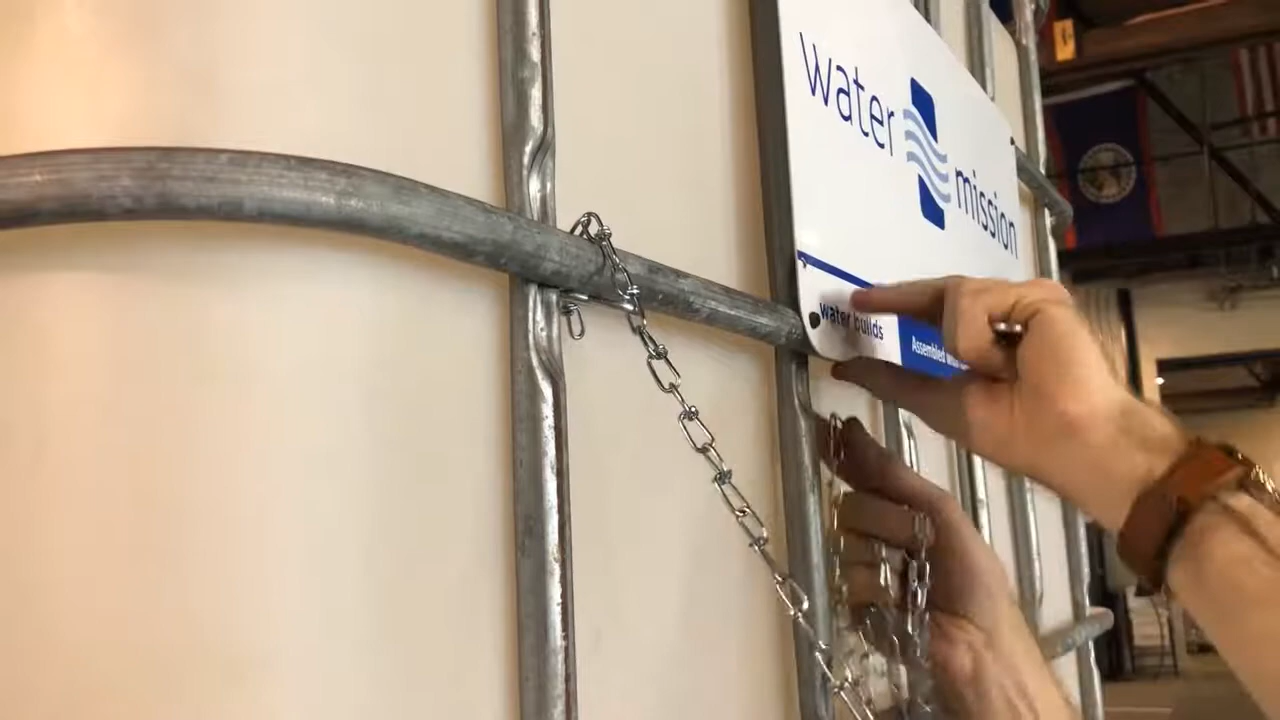 water
mission
water builds
Assembled